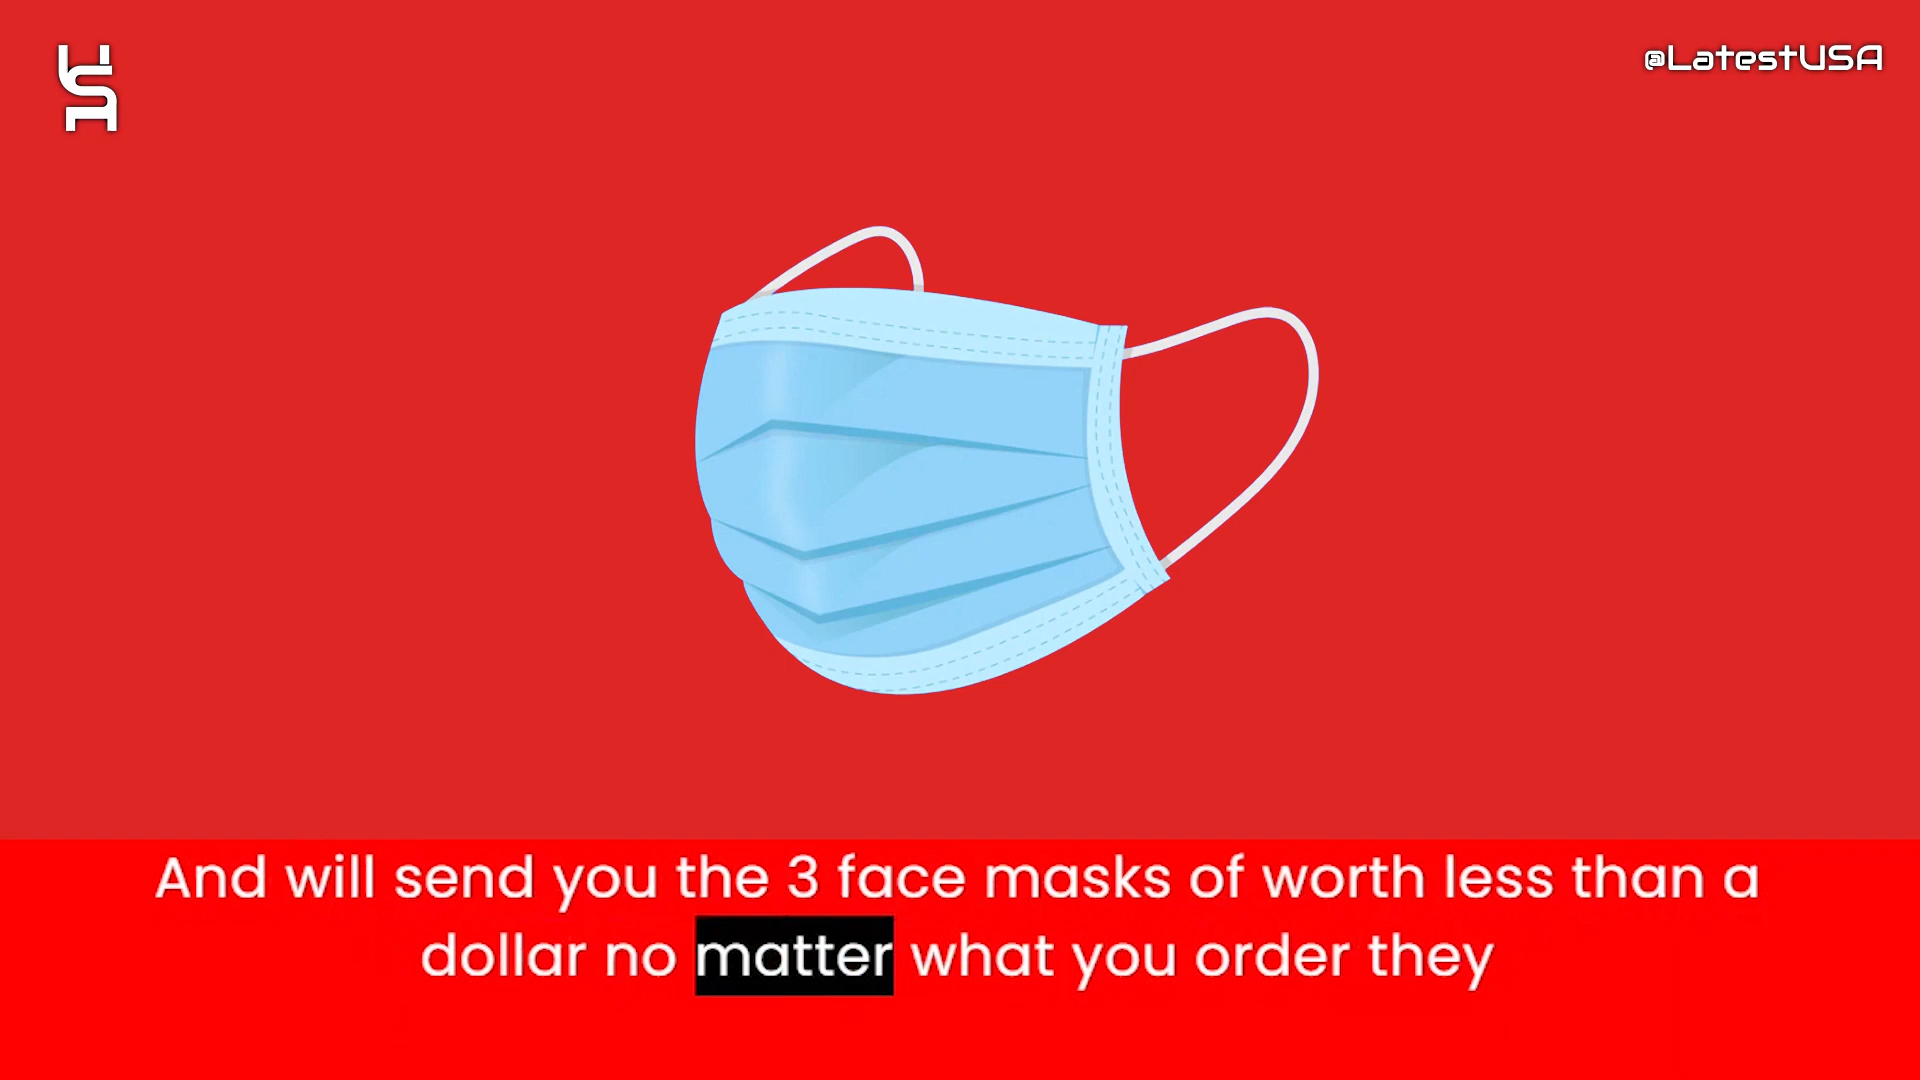 USA
@LatestUSA
And will send you the 3 face masks of worth less than a
dollar no matter what you order they